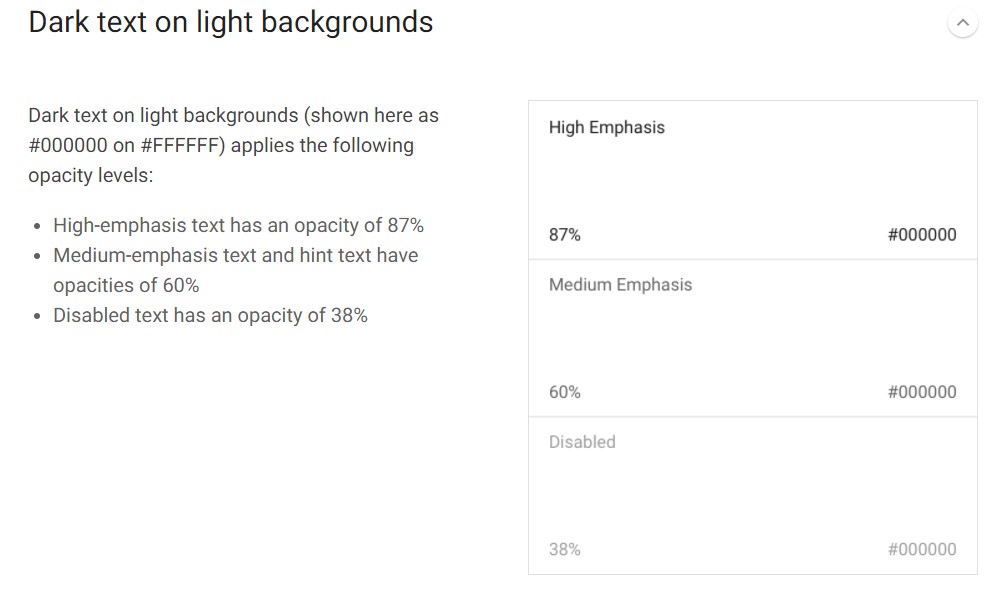 Dark text on light backgrounds
Dark text on light backgrounds (shown here as
#000000 on #FFFFFF) applies the following
opacity levels:
• High-emphasis text has an opacity of 87%
• Medium-emphasis text and hint text have
opacities of 60%
• Disabled text has an opacity of 38%
High Emphasis
87% #000000
Medium Emphasis
60% #000000
Disabled
38% #000000